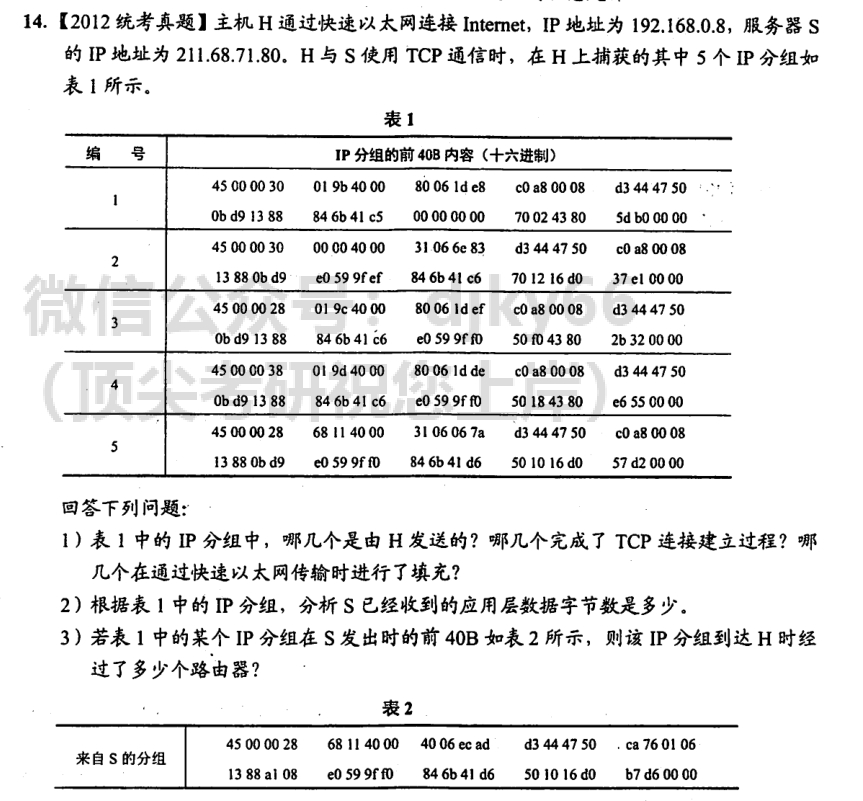 14.【2012 统考真题】主机 H 通过快速以太网连接 Internet，IP 地址为 192.168.0.8，服务器 S
的 IP 地址为 211.68.71.80。H 与 S 使用 TCP 通信时，在 H 上捕获的其中 5 个 IP 分组如
表 1 所示。
表 1
编 号 IP 分组的前 40B 内容（十六进制）
1 45 00 00 30 01 9b 40 00 80 06 1d e8 c0 a8 00 08 d3 44 47 50
0b d9 13 88 84 6b 41 c5 00 00 00 00 70 02 43 80 5d b0 00 00
2 45 00 00 30 00 00 40 00 31 06 6e 83 d3 44 47 50 c0 a8 00 08
13 88 0b d9 e0 59 9f ef 84 6b 41 c6 70 12 16 d0 37 e1 00 00
3 45 00 00 28 01 9c 40 00 80 06 1d ef c0 a8 00 08 d3 44 47 50
0b d9 13 88 84 6b 41 c6 e0 59 9f f0 50 f0 43 80 2b 32 00 00
4 45 00 00 38 01 9d 40 00 80 06 1d de c0 a8 00 08 d3 44 47 50
0b d9 13 88 84 6b 41 c6 e0 59 9f f0 50 18 43 80 e6 55 00 00
5 45 00 00 28 68 11 40 00 31 06 06 7a d3 44 47 50 c0 a8 00 08
13 88 0b d9 e0 59 9f f0 84 6b 41 d6 50 10 16 d0 57 d2 00 00
微信公众号：djky66
（顶尖考研祝您上岸）
回答下列问题:
1）表 1 中的 IP 分组中，哪几个是由 H 发送的？哪几个完成了 TCP 连接建立过程？哪
几个在通过快速以太网传输时进行了填充？
2）根据表 1 中的 IP 分组，分析 S 已经收到的应用层数据字节数是多少。
3）若表 1 中的某个 IP 分组在 S 发出时的前 40B 如表 2 所示，则该 IP 分组到达 H 时经
过了多少个路由器？
表 2
来自 S 的分组 45 00 00 28 68 11 40 00 40 06 ec ad d3 44 47 50 ca 76 01 06
13 88 a1 08 e0 59 9f f0 84 6b 41 d6 50 10 16 d0 b7 d6 00 00